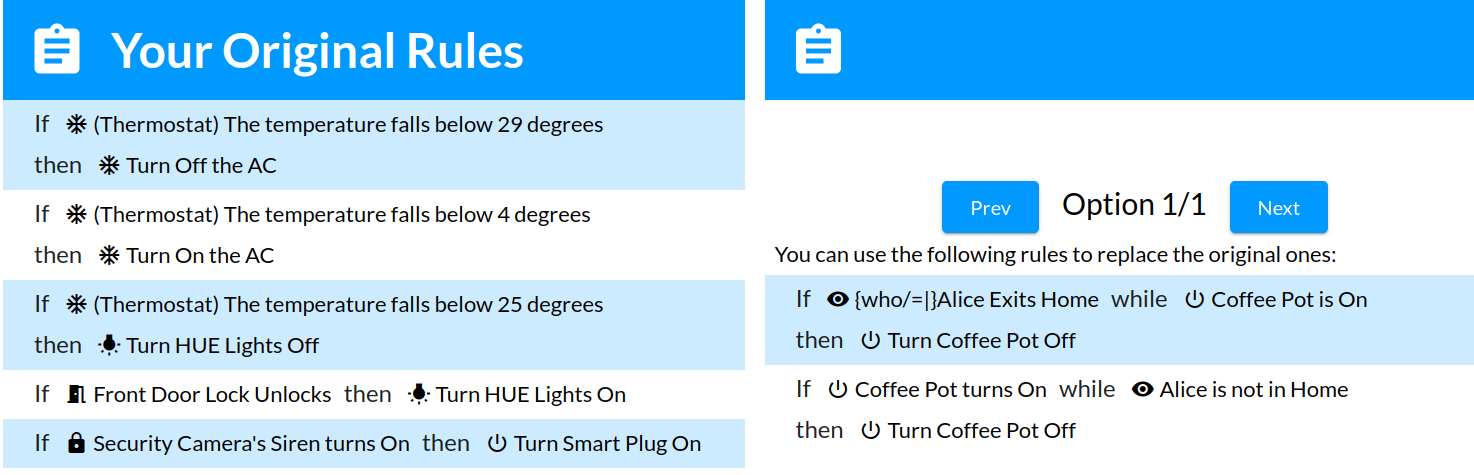 Your Original Rules
If (Thermostat) The temperature falls below 29 degrees
then Turn Off the AC
If (Thermostat) The temperature falls below 4 degrees
then Turn On the AC
If (Thermostat) The temperature falls below 25 degrees
then Turn HUE Lights Off
If Front Door Lock Unlocks then Turn HUE Lights On
If Security Camera's Siren turns On then Turn Smart Plug On
Prev Option 1/1 Next
You can use the following rules to replace the original ones:
If {who/=|}Alice Exits Home while Coffee Pot is On
then Turn Coffee Pot Off
If Coffee Pot turns On while Alice is not in Home
then Turn Coffee Pot Off